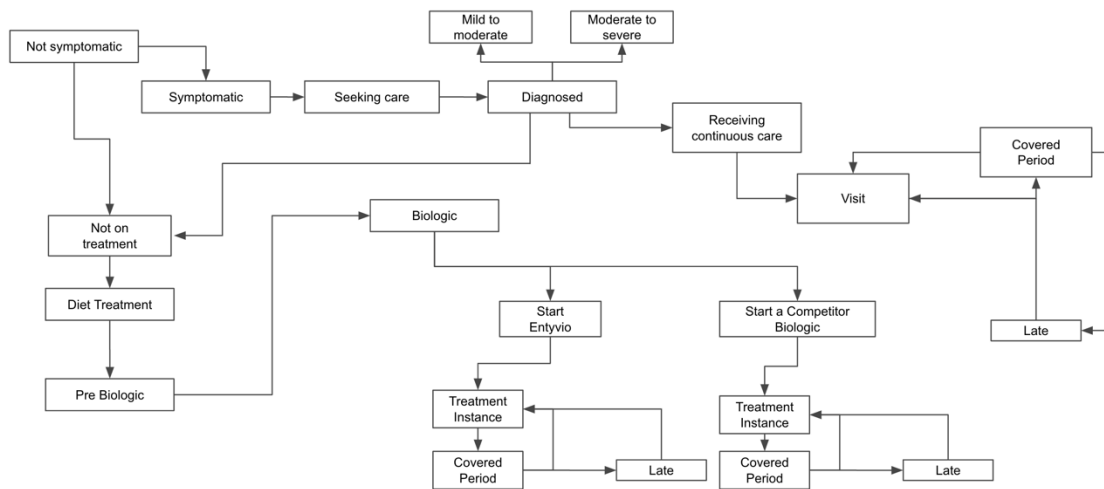 Not symptomatic
Mild to
moderate
Moderate to
severe
Symptomatic
Seeking care
Diagnosed
Receiving
continuous care
Covered
Period
Visit
Biologic
Not on
treatment
Diet Treatment
Start
Entyvio
Start a Competitor
Biologic
Late
Pre Biologic
Treatment
Instance
Treatment
Instance
Covered
Period
Late
Covered
Period
Late